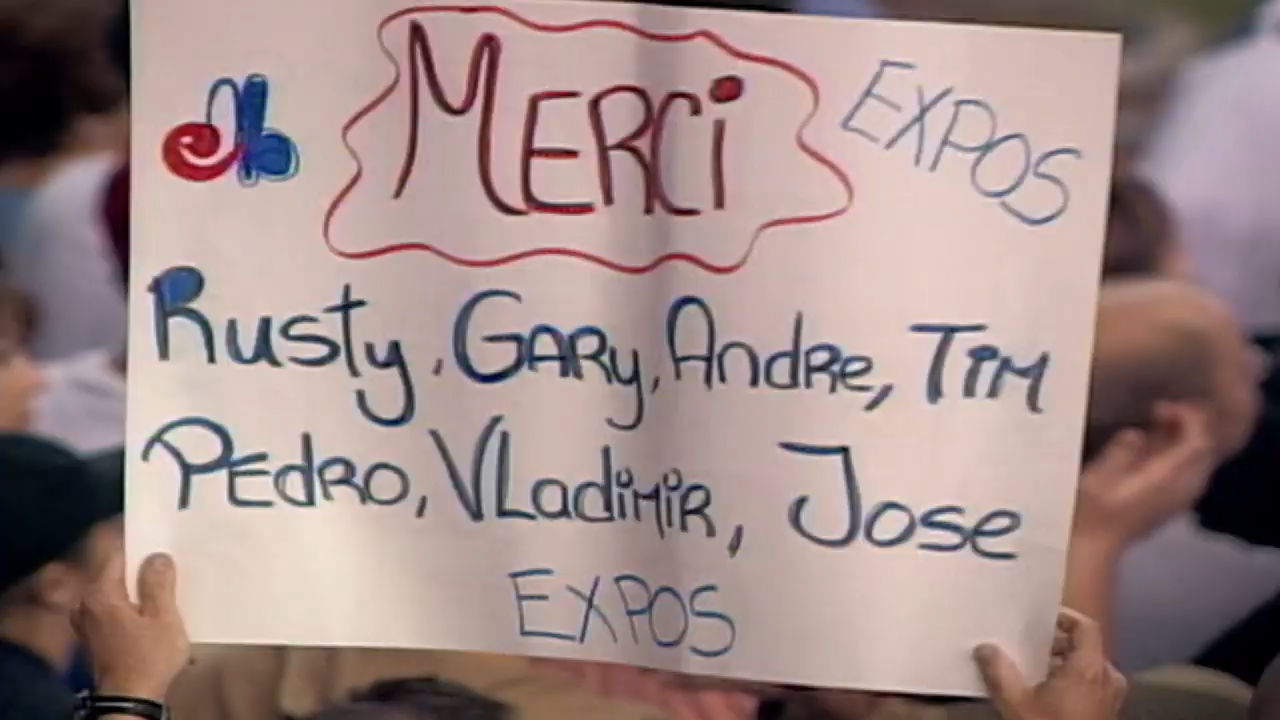 MERCi
EXPOS
Rusty, GARy, AndRe, TiM
PEdRO, VLadiMiR, Jose
EXPOS